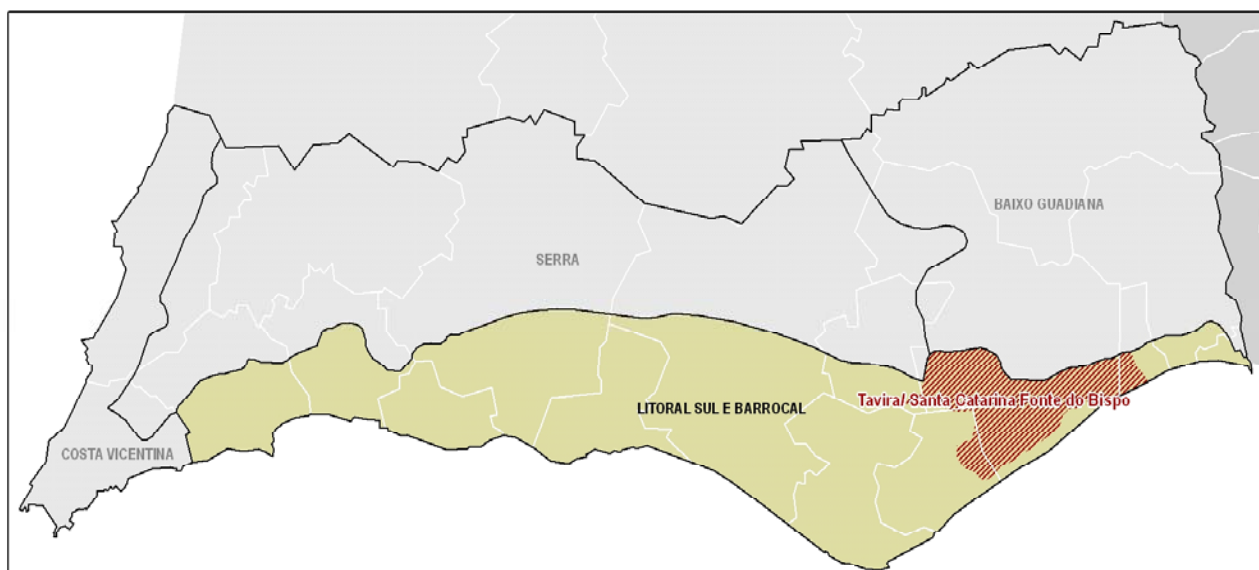 BAIXO GUADIANA
SERRA
Tavira/ Santa Catarina Fonte do Bispo
LITORAL SUL E BARROCAL
COSTA VICENTINA